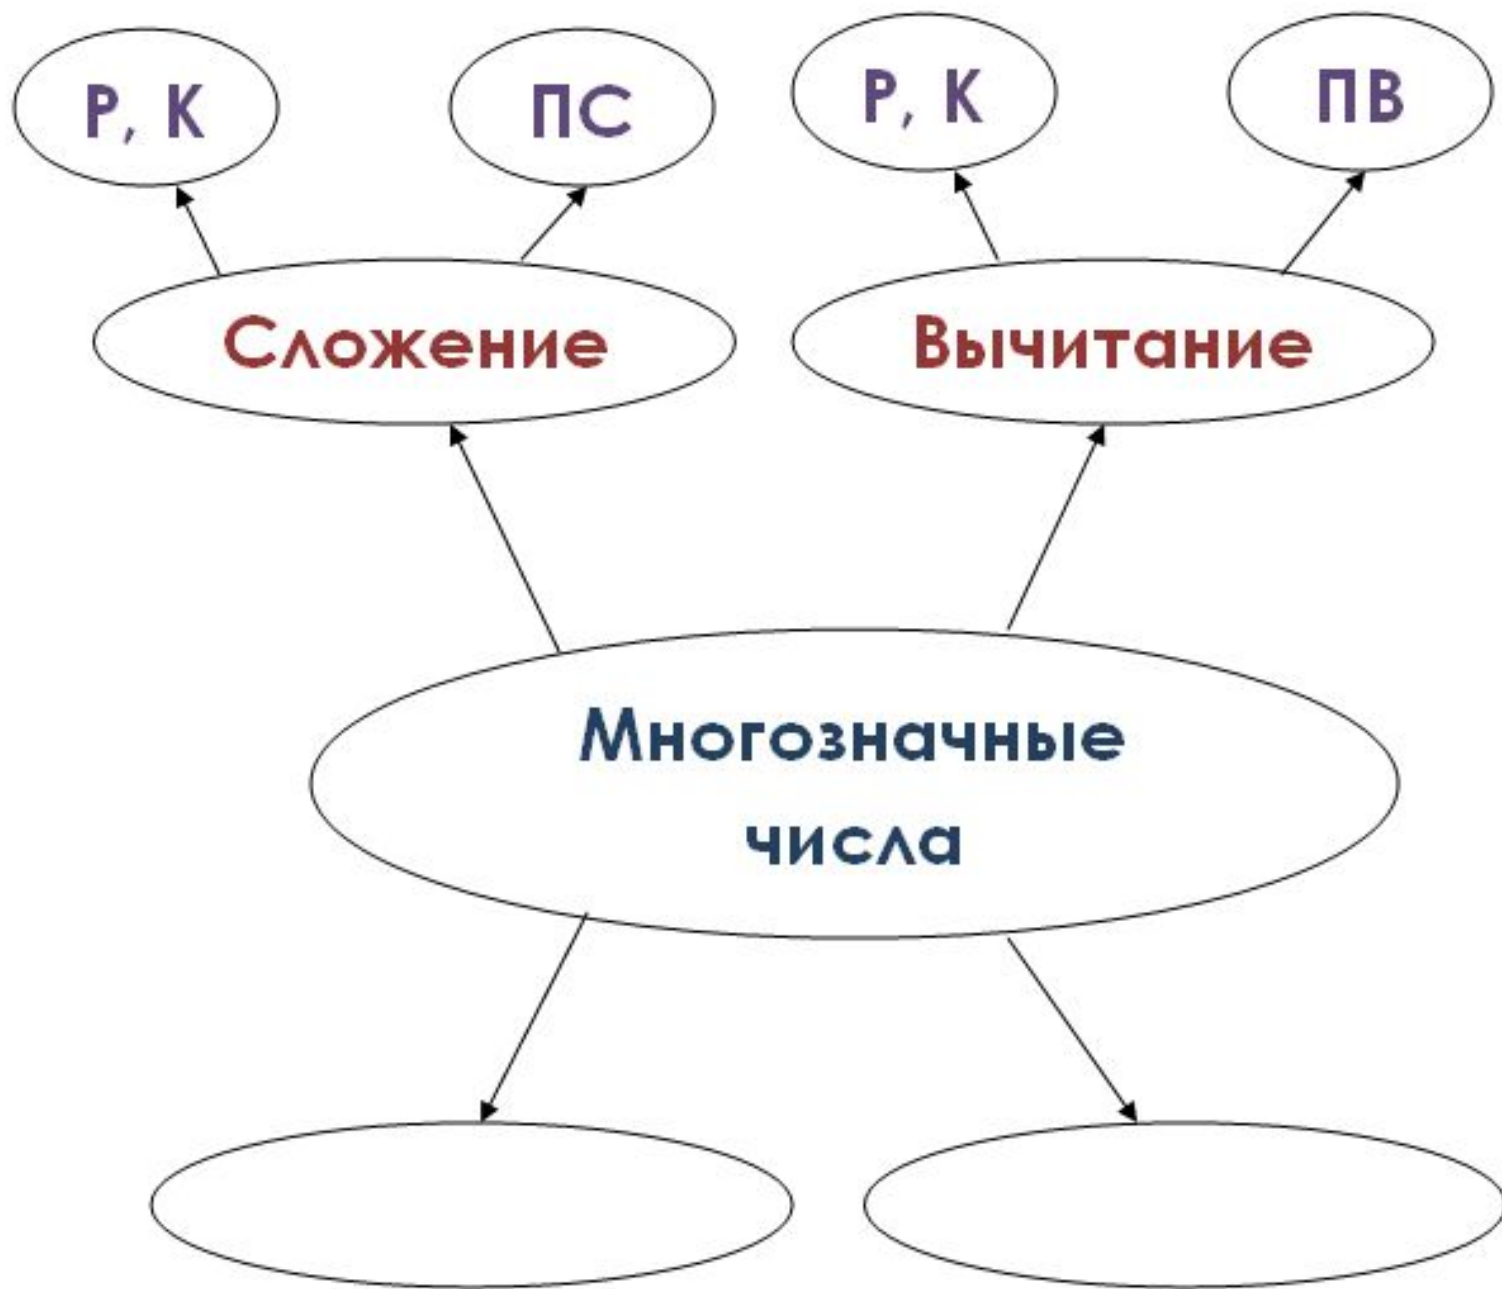 Р, К
ПС
Р, К
ПВ
Сложение
Вычитание
Многозначные
числа